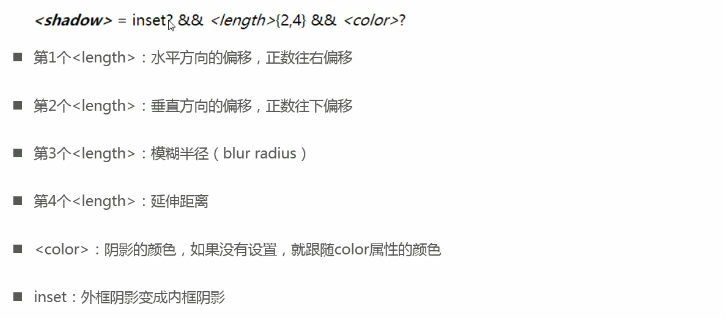 <shadow> = inset? && <length>{2,4} && <color>?
■ 第1个<length>：水平方向的偏移，正数往右偏移
■ 第2个<length>：垂直方向的偏移，正数往下偏移
■ 第3个<length>：模糊半径（blur radius）
■ 第4个<length>：延伸距离
■ <color>：阴影的颜色，如果没有设置，就跟随color属性的颜色
■ inset：外框阴影变成内框阴影